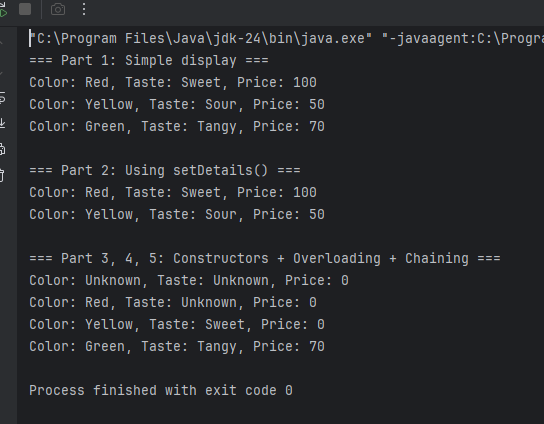 "C:\Program Files\Java\jdk-24\bin\java.exe" "-javaagent:C:\Progra
=== Part 1: Simple display ===
Color: Red, Taste: Sweet, Price: 100
Color: Yellow, Taste: Sour, Price: 50
Color: Green, Taste: Tangy, Price: 70
=== Part 2: Using setDetails() ===
Color: Red, Taste: Sweet, Price: 100
Color: Yellow, Taste: Sour, Price: 50
=== Part 3, 4, 5: Constructors + Overloading + Chaining ===
Color: Unknown, Taste: Unknown, Price: 0
Color: Red, Taste: Unknown, Price: 0
Color: Yellow, Taste: Sweet, Price: 0
Color: Green, Taste: Tangy, Price: 70
Process finished with exit code 0